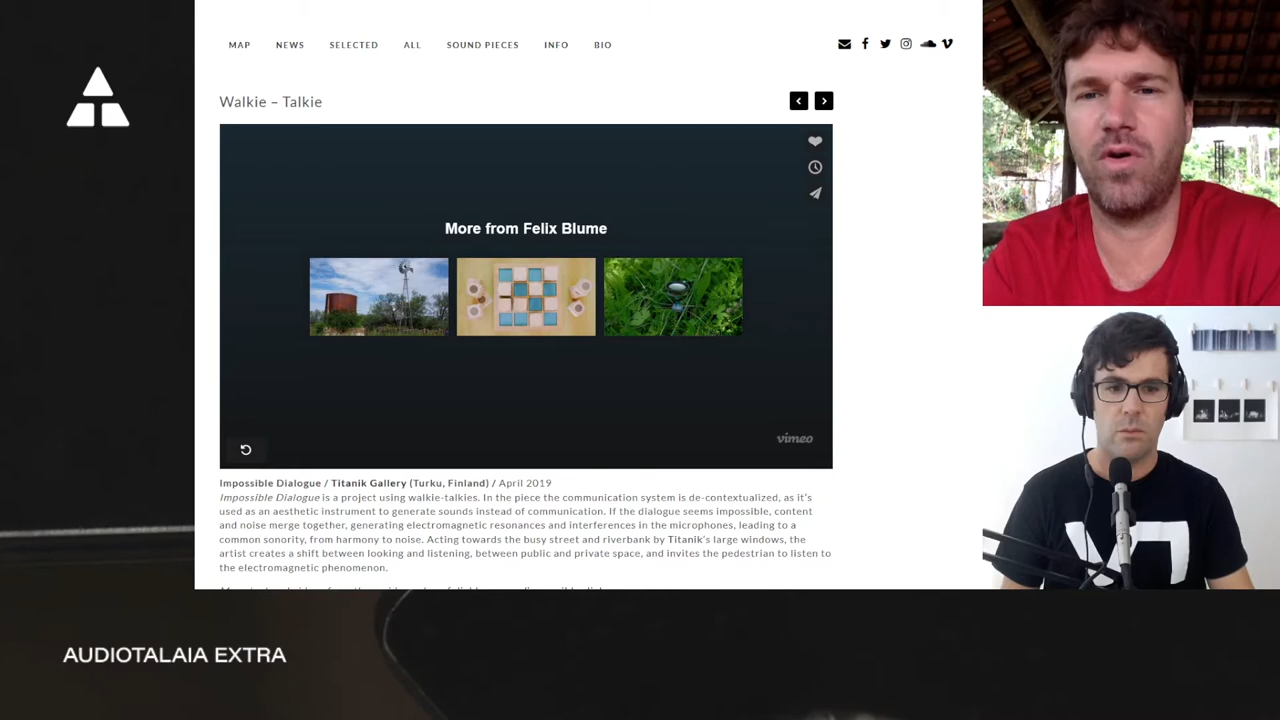 MAP NEWS SELECTED ALL SOUND PIECES INFO BIO
Walkie – Talkie
More from Felix Blume
vimeo
Impossible Dialogue / Titanik Gallery (Turku, Finland) / April 2019
Impossible Dialogue is a project using walkie-talkies. In the piece the communication system is de-contextualized, as it's
used as an aesthetic instrument to generate sounds instead of communication. If the dialogue seems impossible, content
and noise merge together, generating electromagnetic resonances and interferences in the microphones, leading to a
common sonority, from harmony to noise. Acting towards the busy street and riverbank by Titanik's large windows, the
artist creates a shift between looking and listening, between public and private space, and invites the pedestrian to listen to
the electromagnetic phenomenon.
AUDIOTALAIA EXTRA